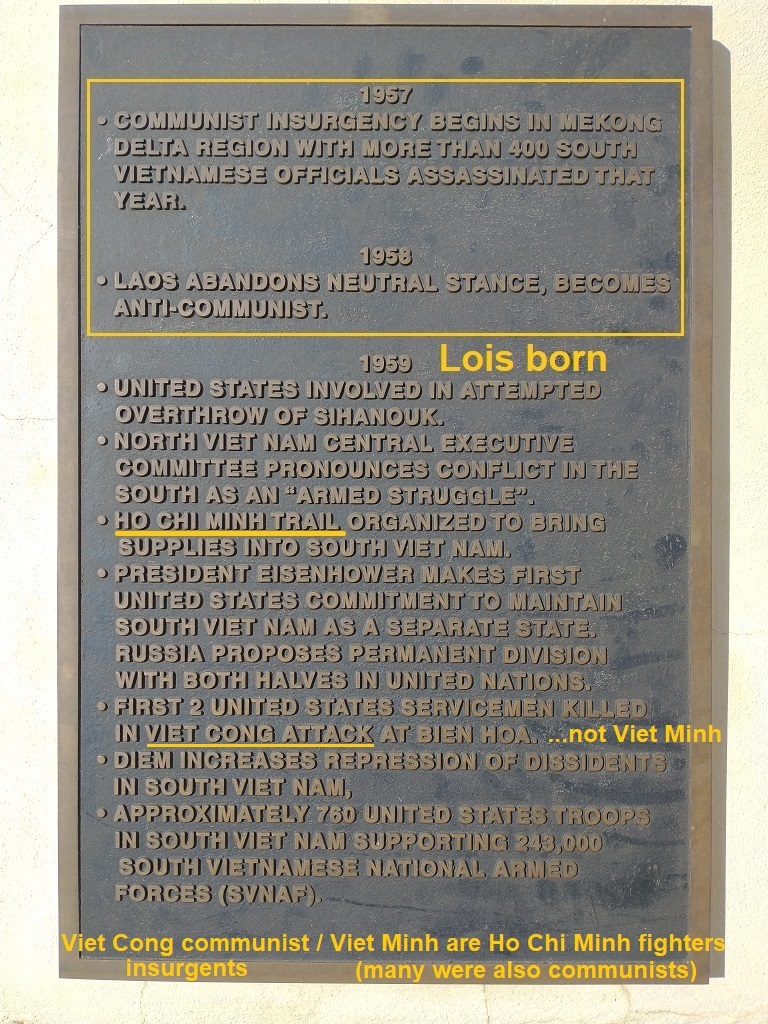 1957
• COMMUNIST INSURGENCY BEGINS IN MEKONG
DELTA REGION WITH MORE THAN 400 SOUTH
VIETNAMESE OFFICIALS ASSASSINATED THAT
YEAR.
1958
• LAOS ABANDONS NEUTRAL STANCE, BECOMES
ANTI-COMMUNIST.
1959 Lois born
• UNITED STATES INVOLVED IN ATTEMPTED
OVERTHROW OF SIHANOUK.
• NORTH VIET NAM CENTRAL EXECUTIVE
COMMITTEE PRONOUNCES CONFLICT IN THE
SOUTH AS AN “ARMED STRUGGLE”.
• HO CHI MINH TRAIL ORGANIZED TO BRING
SUPPLIES INTO SOUTH VIET NAM.
• PRESIDENT EISENHOWER MAKES FIRST
UNITED STATES COMMITMENT TO MAINTAIN
SOUTH VIET NAM AS A SEPARATE STATE.
RUSSIA PROPOSES PERMANENT DIVISION
WITH BOTH HALVES IN UNITED NATIONS.
• FIRST 2 UNITED STATES SERVICEMEN KILLED
IN VIET CONG ATTACK AT BIEN HOA. ...not Viet Minh
• DIEM INCREASES REPRESSION OF DISSIDENTS
IN SOUTH VIET NAM,
• APPROXIMATELY 760 UNITED STATES TROOPS
IN SOUTH VIET NAM SUPPORTING 243,000
SOUTH VIETNAMESE NATIONAL ARMED
FORCES (SVNAF).
Viet Cong communist / Viet Minh are Ho Chi Minh fighters
insurgents (many were also communists)